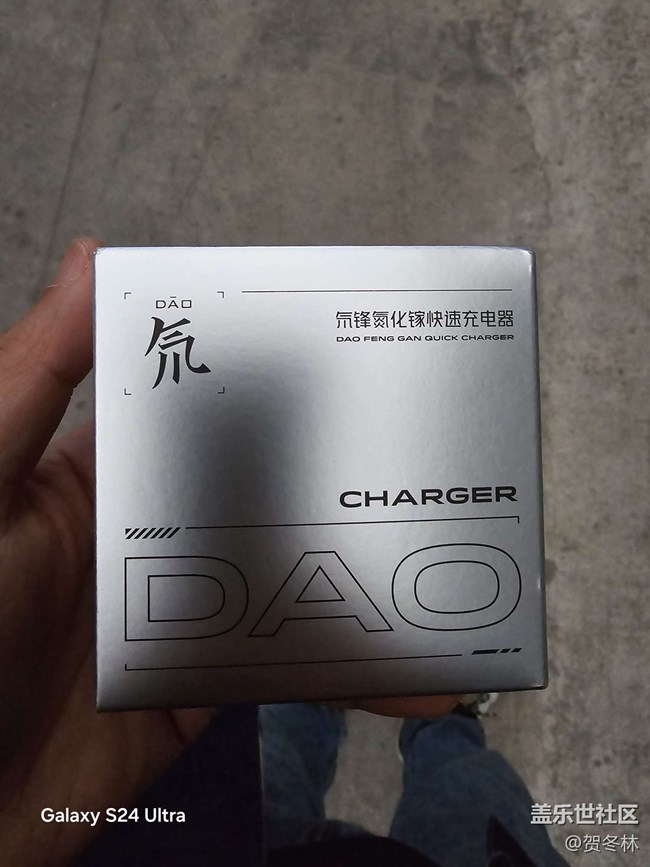 DĀO
氘
氘锋氮化镓快速充电器
DAO FENG GAN QUICK CHARGER
CHARGER
DAO
Galaxy S24 Ultra
盖乐世社区
@贺冬林